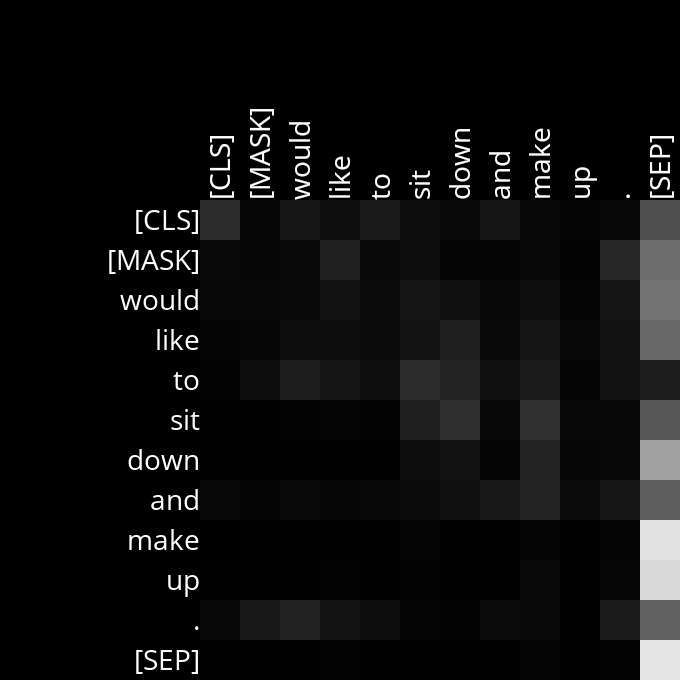 [CLS] [MASK] would like to sit down and make up . [SEP]
[CLS]
[MASK]
would
like
to
sit
down
and
make
up
.
[SEP]